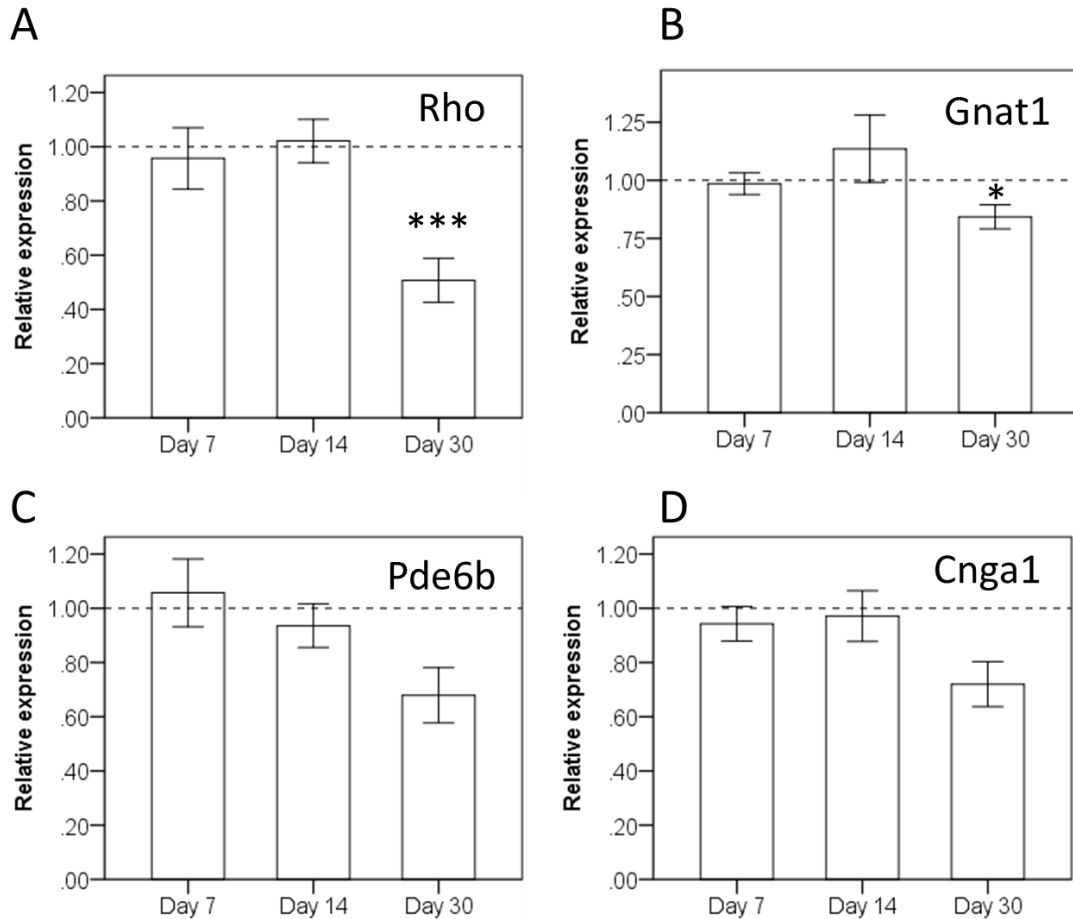 A
Relative expression
1.20
1.00
.80
.60
.40
.20
.00
Rho
***
Day 7 Day 14 Day 30
B
Relative expression
1.25
1.00
.75
.50
.25
.00
Gnat1
*
Day 7 Day 14 Day 30
C
Relative expression
1.20
1.00
.80
.60
.40
.20
.00
Pde6b
Day 7 Day 14 Day 30
D
Relative expression
1.20
1.00
.80
.60
.40
.20
.00
Cnga1
Day 7 Day 14 Day 30